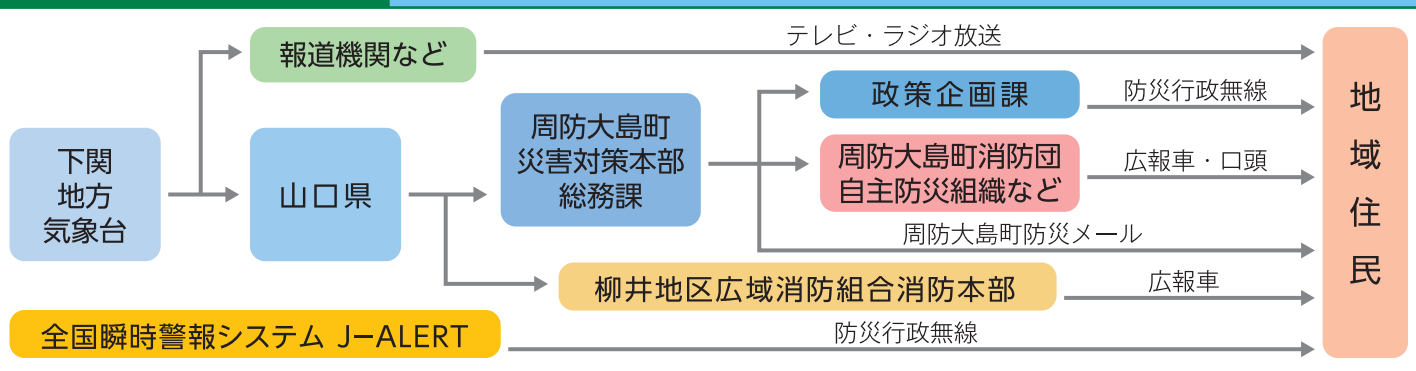 テレビ・ラジオ放送
報道機関など
下関
地方
気象台
山口県
周防大島町
災害対策本部
総務課
政策企画課
防災行政無線
周防大島町消防団
自主防災組織など
広報車・口頭
周防大島町防災メール
柳井地区広域消防組合消防本部
広報車
全国瞬時警報システム J-ALERT
防災行政無線
地域住民